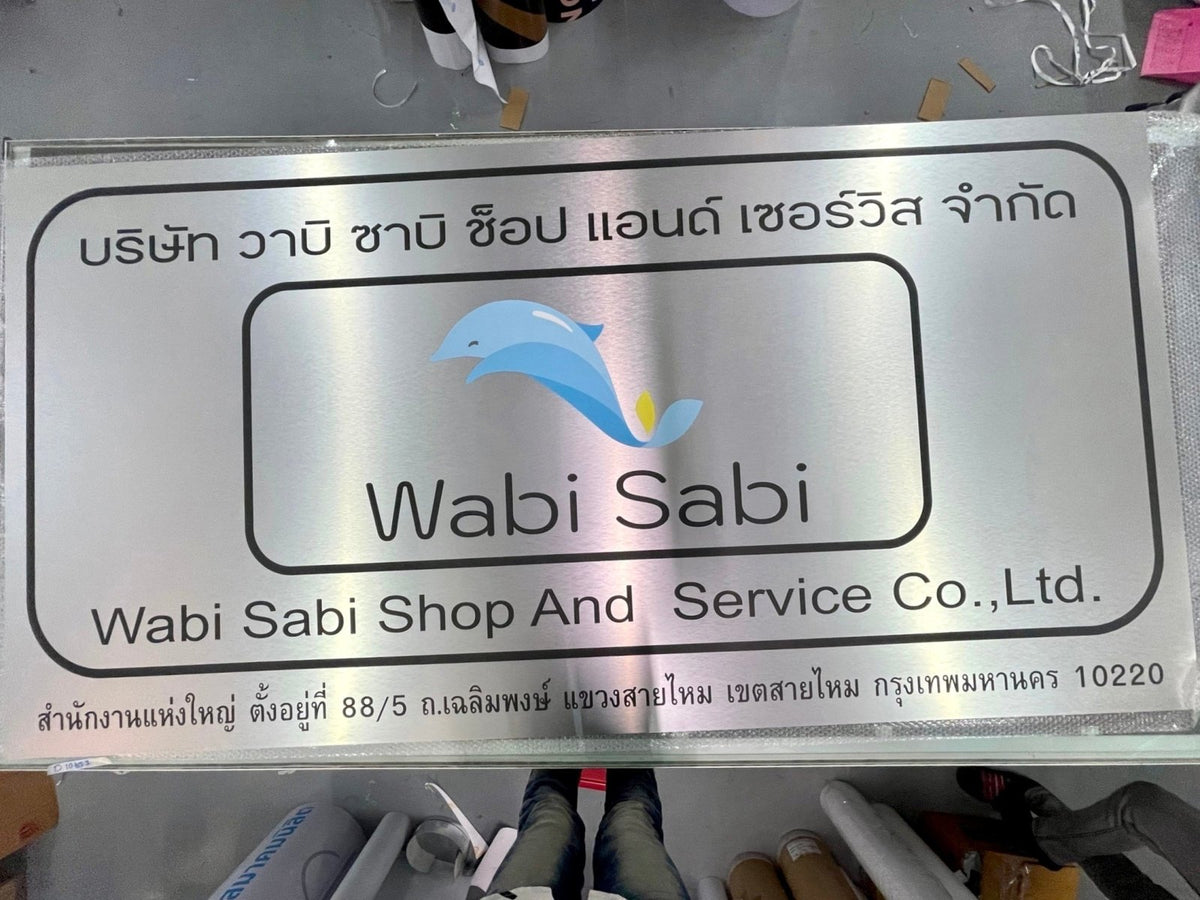 บริษัท วาบิ ซาบิ ช็อป แอนด์ เซอร์วิส จำกัด
Wabi Sabi
Wabi Sabi Shop And Service Co.,Ltd.
สำนักงานแห่งใหญ่ ตั้งอยู่ที่ 88/5 ถ.เฉลิมพงษ์ แขวงสายไหม เขตสายไหม กรุงเทพมหานคร 10220